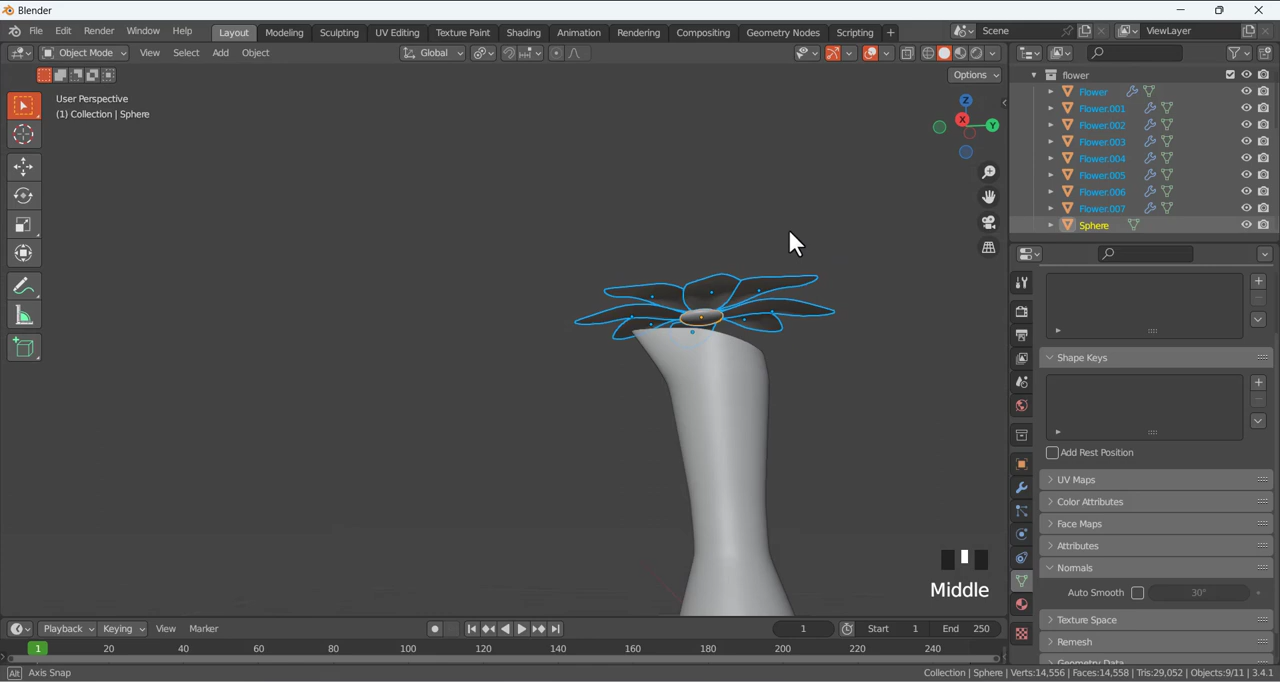 Blender
File Edit Render Window Help Layout Modeling Sculpting UV Editing Texture Paint Shading Animation Rendering Compositing Geometry Nodes Scripting + Scene ViewLayer
Object Mode View Select Add Object Global
Options
User Perspective
(1) Collection | Sphere
Z
X
Y
flower
Flower
Flower.001
Flower.002
Flower.003
Flower.004
Flower.005
Flower.006
Flower.007
Sphere
Shape Keys
Add Rest Position
UV Maps
Color Attributes
Face Maps
Attributes
Normals
Auto Smooth 30°
Texture Space
Remesh
Geometry Data
Middle
Playback Keying View Marker 1 Start 1 End 250
1 20 40 60 80 100 120 140 160 180 200 220 240
Alt Axis Snap Collection | Sphere | Verts:14,556 | Faces:14,558 | Tris:29,052 | Objects:9/11 | 3.4.1